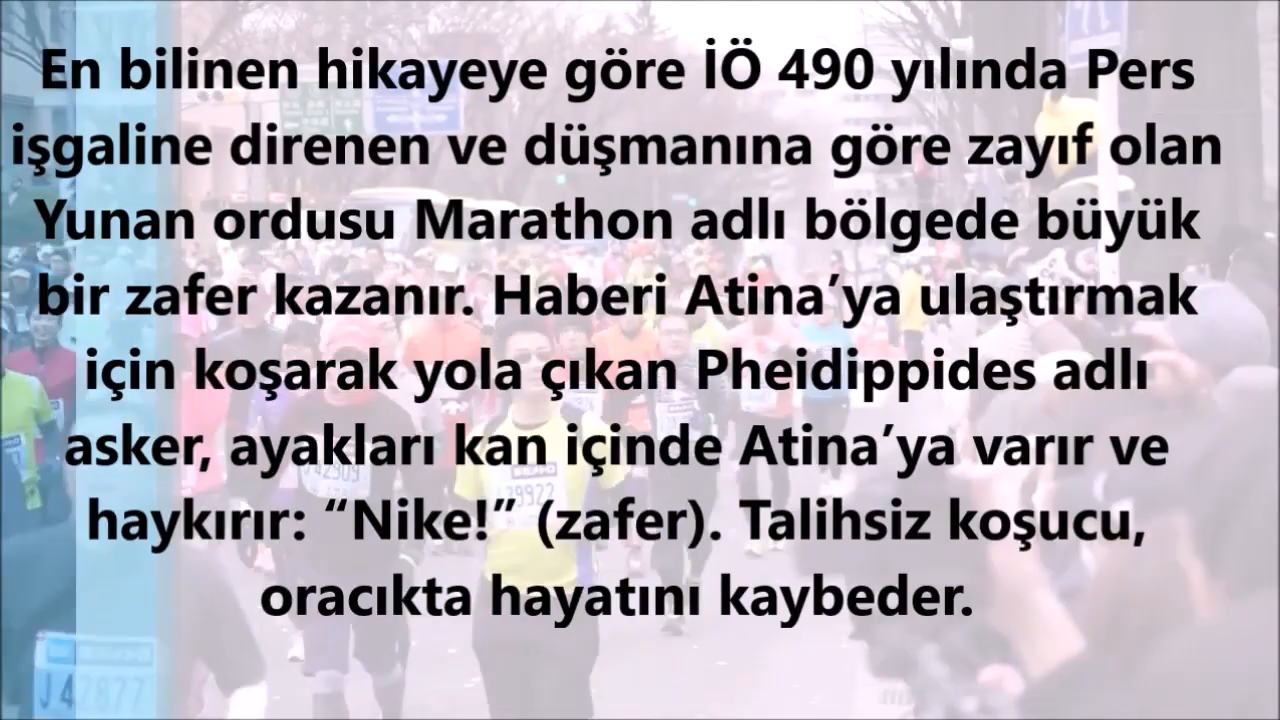 En bilinen hikayeye göre İÖ 490 yılında Pers
işgaline direnen ve düşmanına göre zayıf olan
Yunan ordusu Marathon adlı bölgede büyük
bir zafer kazanır. Haberi Atina’ya ulaştırmak
için koşarak yola çıkan Pheidippides adlı
asker, ayakları kan içinde Atina’ya varır ve
haykırır: “Nike!” (zafer). Talihsiz koşucu,
oracıkta hayatını kaybeder.
J42877